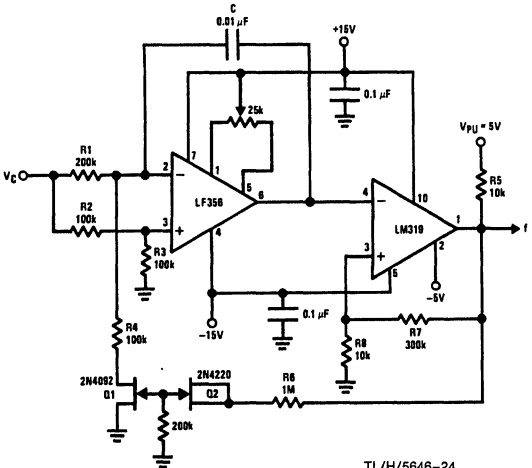 C
0.01 µF
+15V
0.1 µF
25k
VPU = 5V
R5
10k
7
1
5
R1
200k
VC
2
−
LF356
6
R2
100k
3
+
4
R3
100k
4
−
10
LM319
1
f
3
+
5
2
−5V
0.1 µF
−15V
R7
300k
R8
10k
R4
100k
2N4092
Q1
2N4220
Q2
R6
1M
200k
TL/H/5646–24